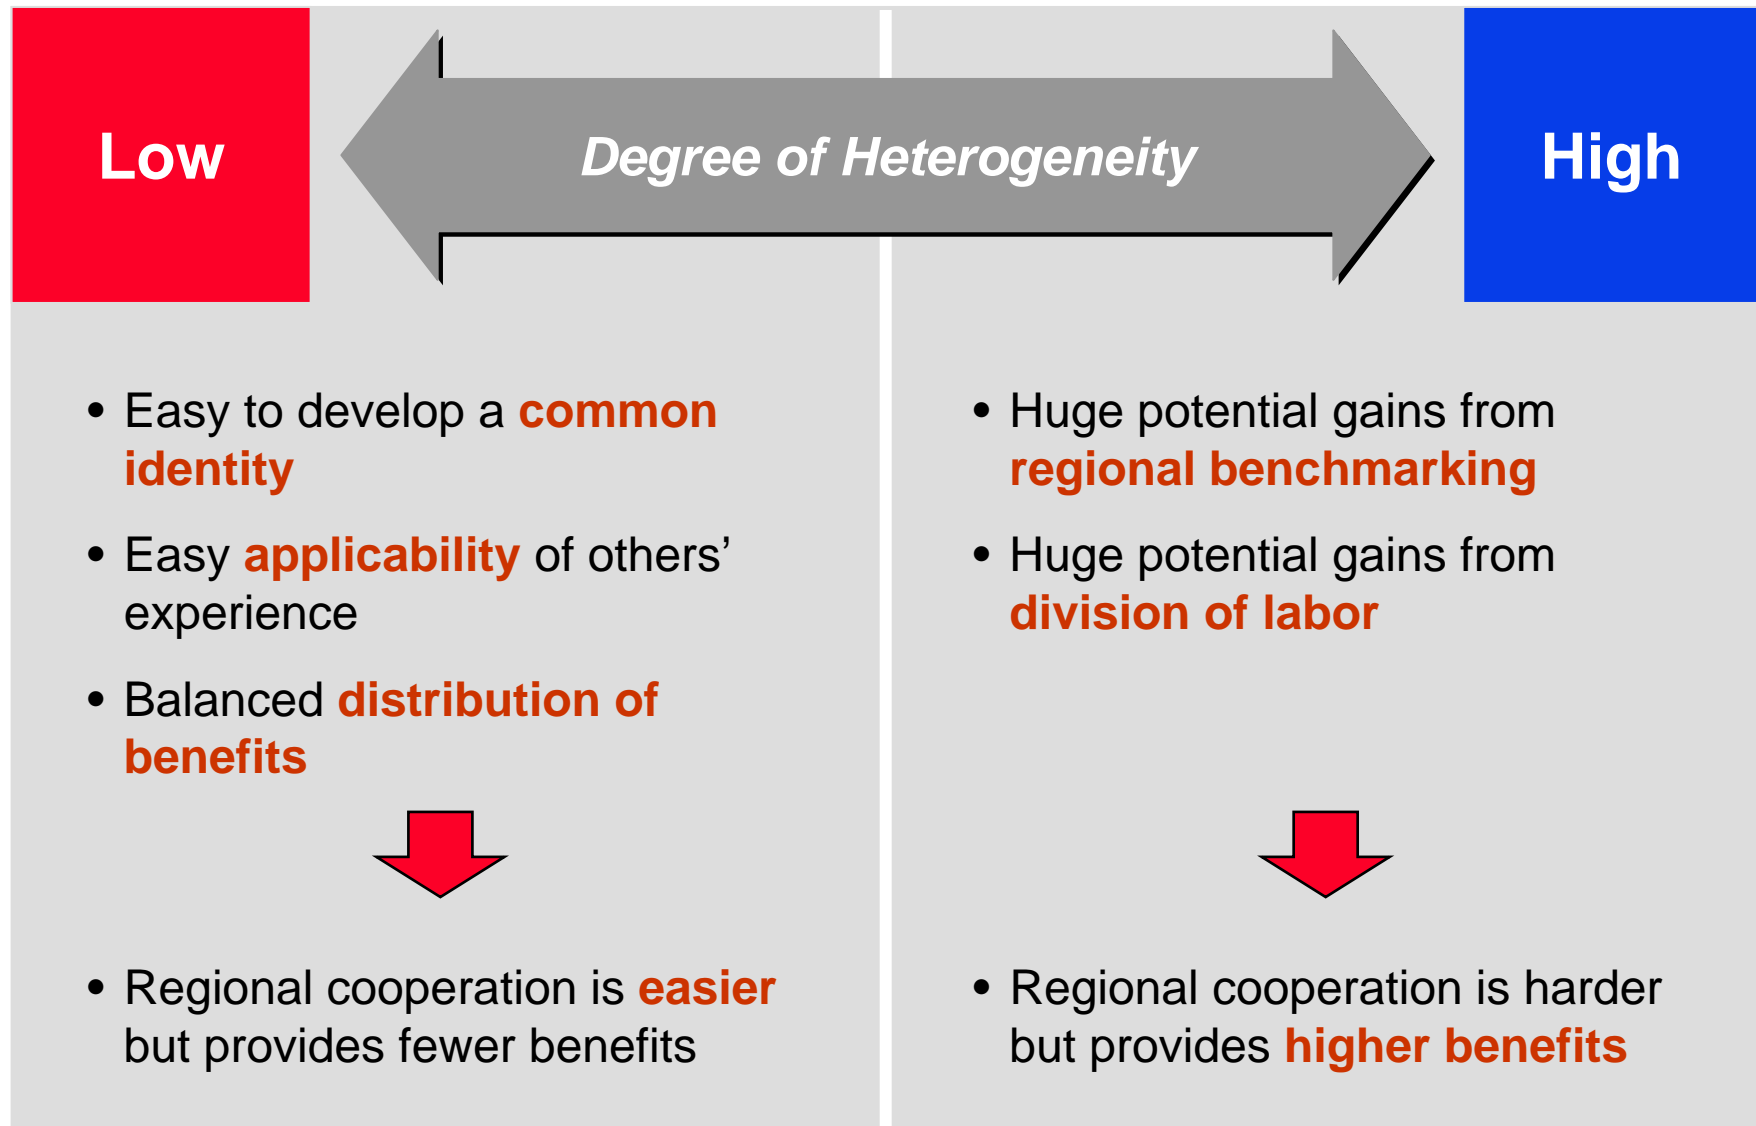 Low
Degree of Heterogeneity
High
• Easy to develop a common
identity
• Easy applicability of others’
experience
• Balanced distribution of
benefits
• Regional cooperation is easier
but provides fewer benefits
• Huge potential gains from
regional benchmarking
• Huge potential gains from
division of labor
• Regional cooperation is harder
but provides higher benefits